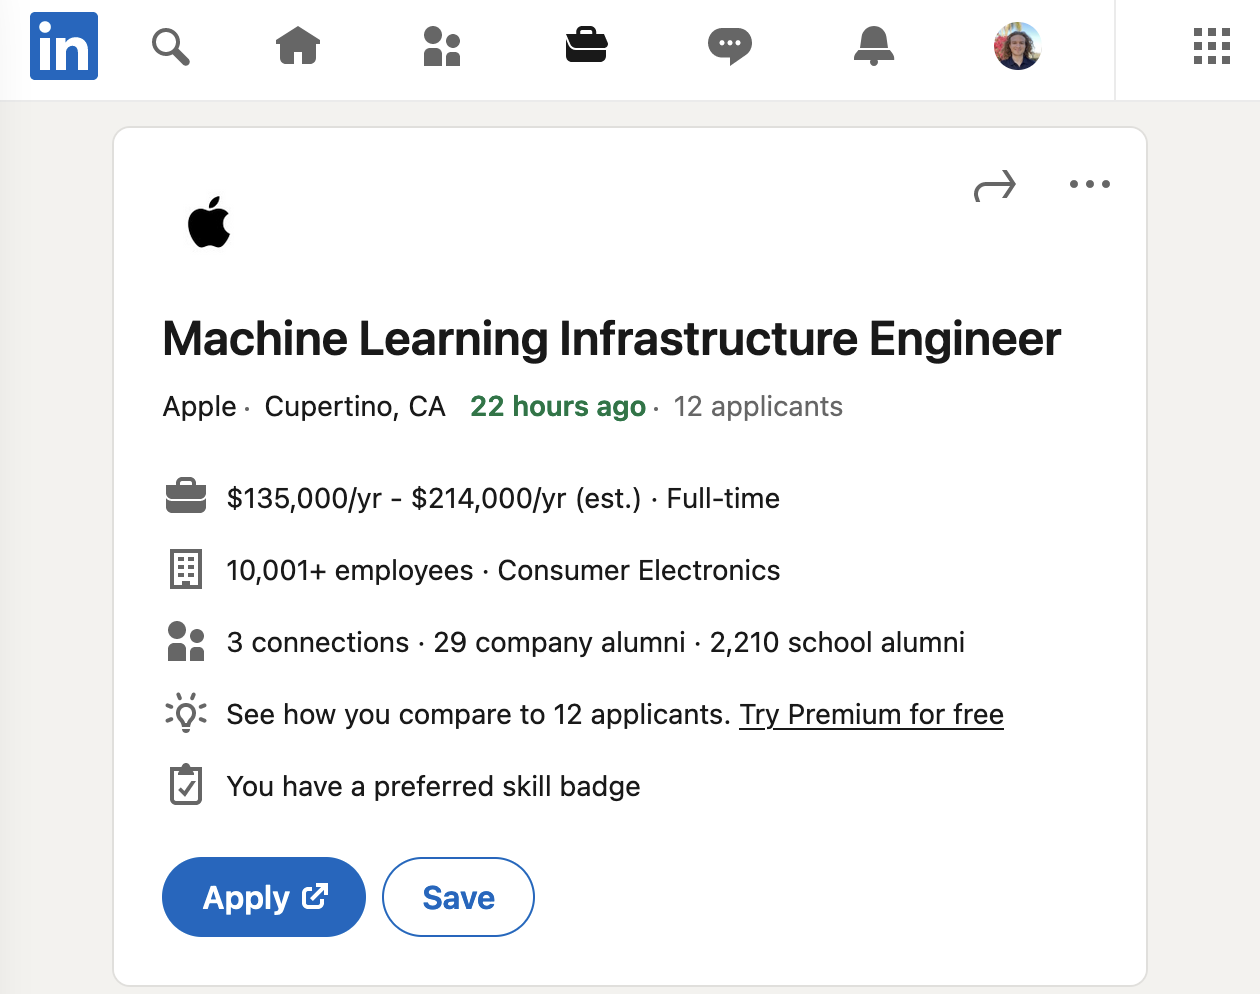 in
Machine Learning Infrastructure Engineer
Apple · Cupertino, CA 22 hours ago · 12 applicants
$135,000/yr - $214,000/yr (est.) · Full-time
10,001+ employees · Consumer Electronics
3 connections · 29 company alumni · 2,210 school alumni
See how you compare to 12 applicants. Try Premium for free
You have a preferred skill badge
Apply
Save